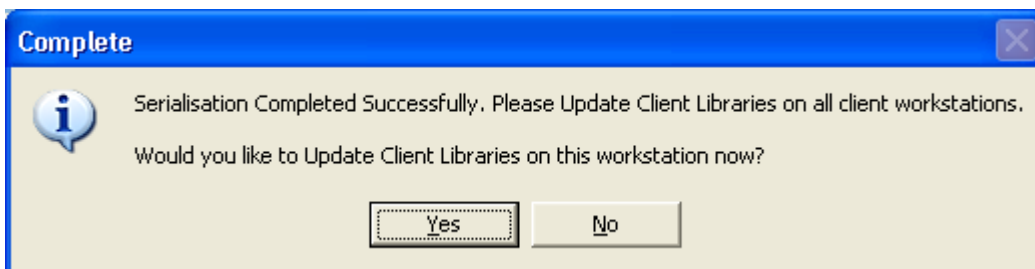 Complete
Serialisation Completed Successfully. Please Update Client Libraries on all client workstations.
Would you like to Update Client Libraries on this workstation now?
Yes
No